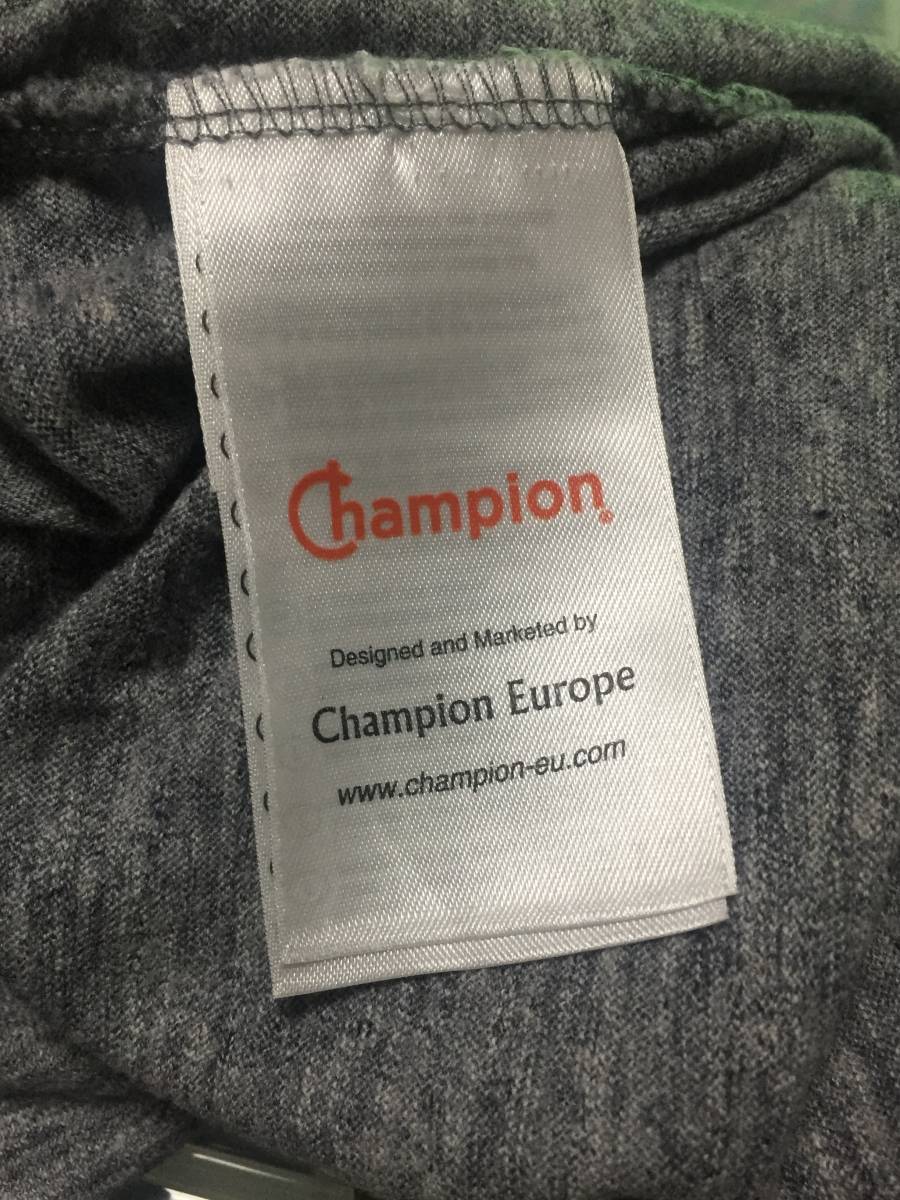 Champion®
Designed and Marketed by
Champion Europe
www.champion-eu.com